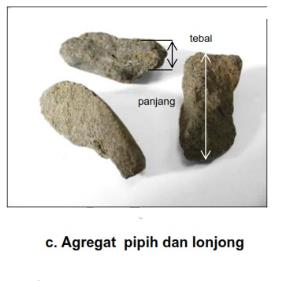 tebal
panjang
c. Agregat pipih dan lonjong